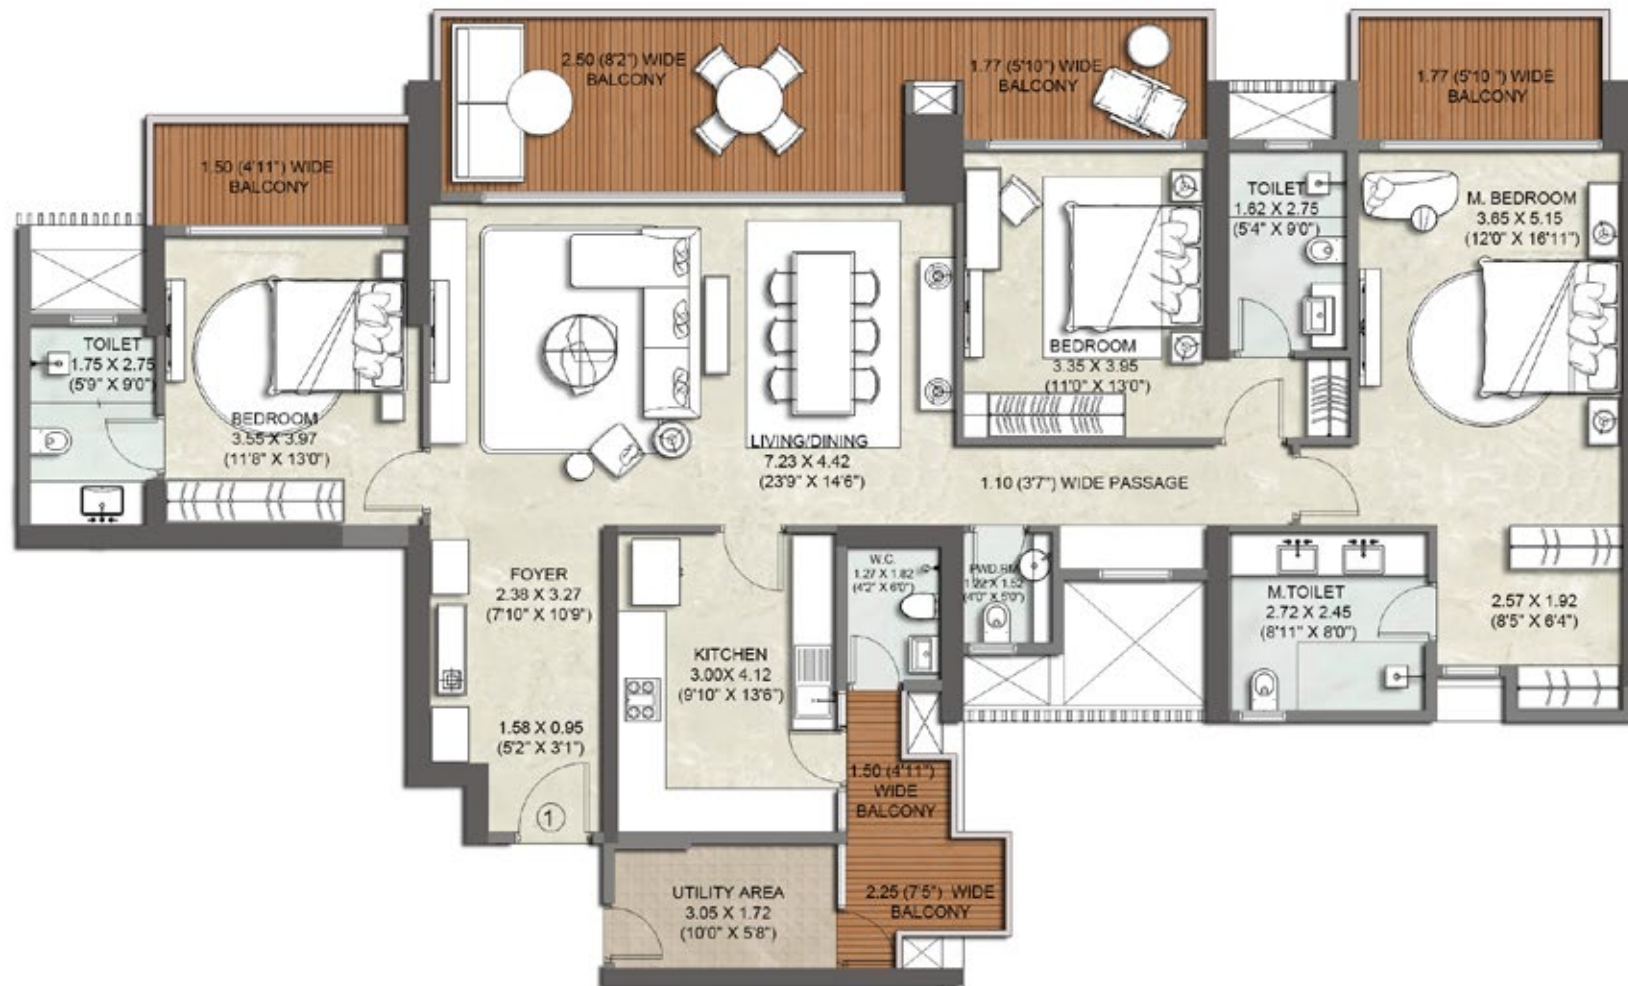 2.50 (8'2") WIDE
BALCONY
1.77 (5'10") WIDE
BALCONY
1.77 (5'10 ") WIDE
BALCONY
1.50 (4'11") WIDE
BALCONY
TOILET
1.62 X 2.75
(5'4" X 9'0")
M. BEDROOM
3.65 X 5.15
(12'0" X 16'11")
TOILET
1.75 X 2.75
(5'9" X 9'0")
BEDROOM
3.35 X 3.95
(11'0" X 13'0")
BEDROOM
3.55 X 3.97
(11'8" X 13'0")
LIVING/DINING
7.23 X 4.42
(23'9" X 14'6")
1.10 (3'7") WIDE PASSAGE
FOYER
2.38 X 3.27
(7'10" X 10'9")
W.C.
1.27 X 1.82
(4'2" X 6'0")
PWD.RM
1.22 X 1.52
(4'0" X 5'0")
M.TOILET
2.72 X 2.45
(8'11" X 8'0")
2.57 X 1.92
(8'5" X 6'4")
KITCHEN
3.00X 4.12
(9'10" X 13'6")
1.58 X 0.95
(5'2" X 3'1")
1.50 (4'11")
WIDE
BALCONY
1
UTILITY AREA
3.05 X 1.72
(10'0" X 5'8")
2.25 (7'5") WIDE
BALCONY